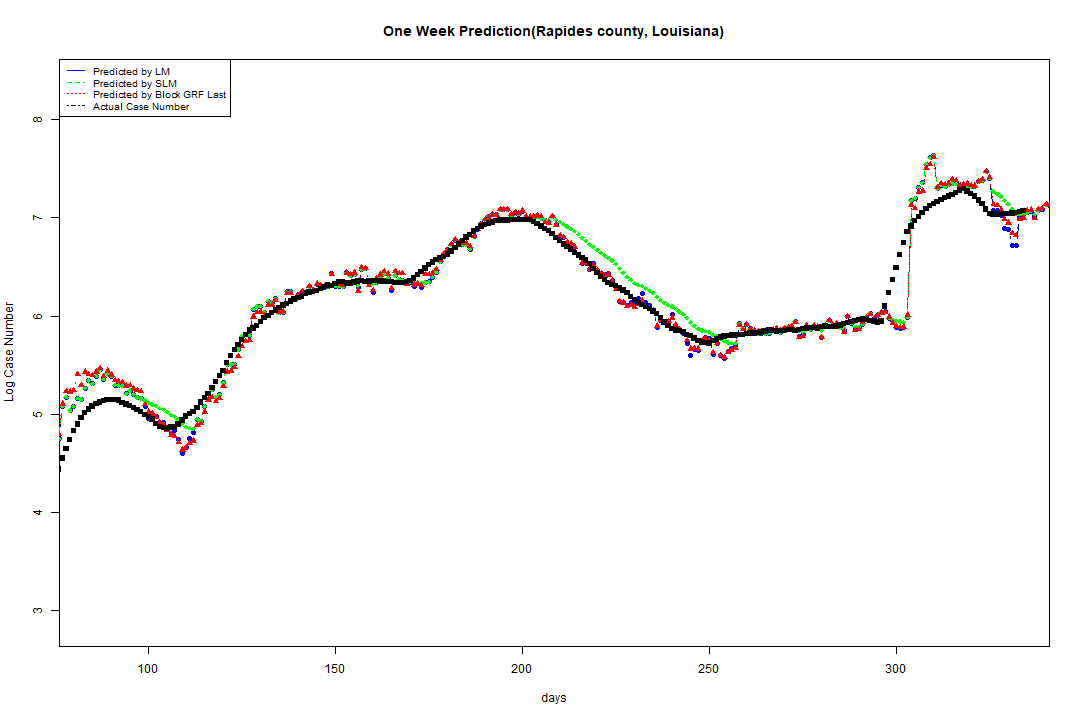 One Week Prediction(Rapides county, Louisiana)
Predicted by LM
Predicted by SLM
Predicted by Block GRF Last
Actual Case Number
8
7
6
5
4
3
Log Case Number
100 150 200 250 300
days